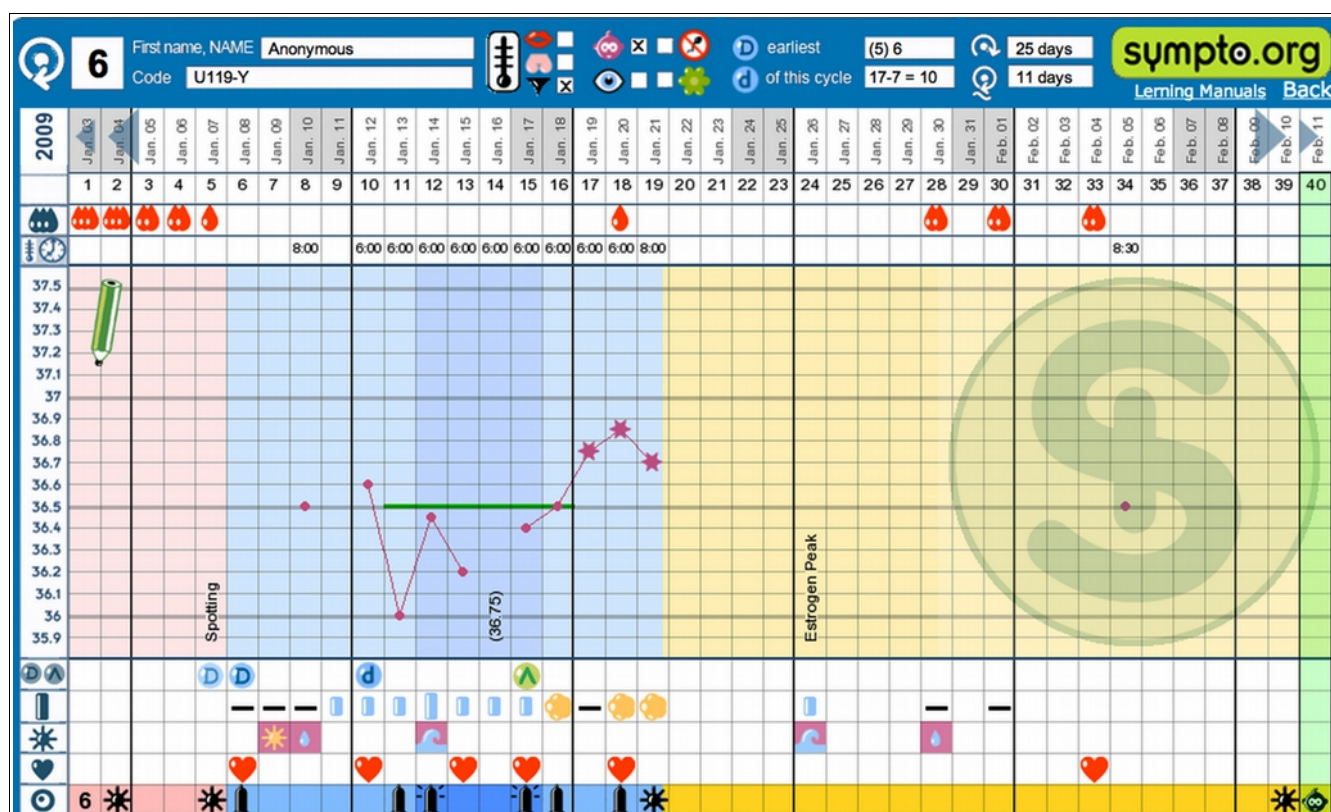 6 First name, NAME Anonymous X D earliest (5) 6 25 days sympto.org
Code U119-Y X d of this cycle 17-7 = 10 11 days
Lerning Manuals Back
2009 Jan. 03 Jan. 04 Jan. 05 Jan. 06 Jan. 07 Jan. 08 Jan. 09 Jan. 10 Jan. 11 Jan. 12 Jan. 13 Jan. 14 Jan. 15 Jan. 16 Jan. 17 Jan. 18 Jan. 19 Jan. 20 Jan. 21 Jan. 22 Jan. 23 Jan. 24 Jan. 25 Jan. 26 Jan. 27 Jan. 28 Jan. 29 Jan. 30 Jan. 31 Feb. 01 Feb. 02 Feb. 03 Feb. 04 Feb. 05 Feb. 06 Feb. 07 Feb. 08 Feb. 09 Feb. 10 Feb. 11
1 2 3 4 5 6 7 8 9 10 11 12 13 14 15 16 17 18 19 20 21 22 23 24 25 26 27 28 29 30 31 32 33 34 35 36 37 38 39 40
8:00 6:00 6:00 6:00 6:00 6:00 6:00 6:00 6:00 6:00 8:00 8:30
37.5
37.4
37.3
37.2
37.1
37
36.9
36.8
36.7
36.6
36.5
36.4
36.3
36.2
36.1
36
35.9
Spotting
(36.75)
Estrogen Peak
D Λ D D d Λ
6